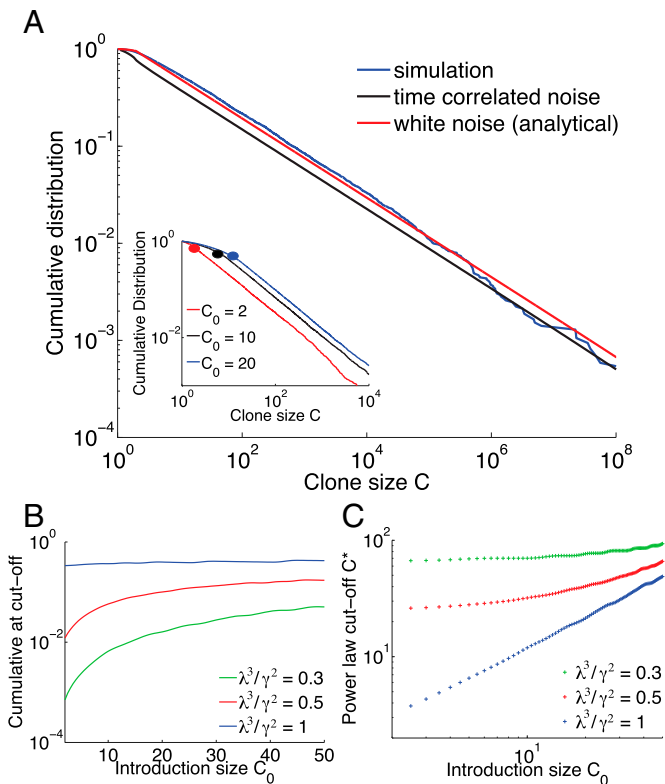 A
simulation
time correlated noise
white noise (analytical)
Cumulative distribution
10^0
10^-1
10^-2
10^-3
10^-4
10^0 10^2 10^4 10^6 10^8
Clone size C
Cumulative Distribution
10^0
10^-2
C_0 = 2
C_0 = 10
C_0 = 20
10^0 10^2 10^4
Clone size C
B
Cumulative at cut-off
10^0
10^-2
10^-4
λ^3/γ^2 = 0.3
λ^3/γ^2 = 0.5
λ^3/γ^2 = 1
10 20 30 40 50
Introduction size C_0
C
Power law cut-off C*
10^2
10^1
λ^3/γ^2 = 0.3
λ^3/γ^2 = 0.5
λ^3/γ^2 = 1
10^1
Introduction size C_0